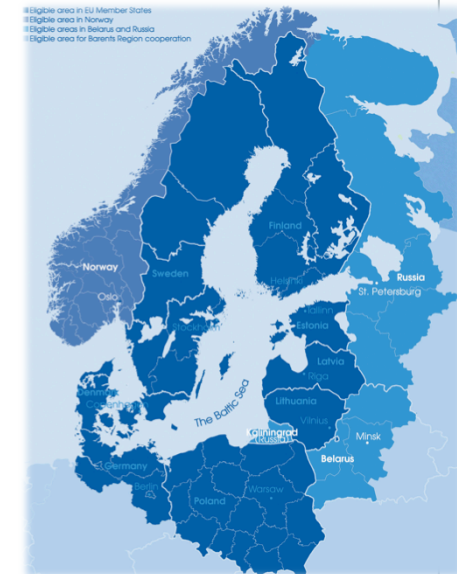 Eligible area in EU Member States
Eligible area in Norway
Eligible areas in Belarus and Russia
Eligible area for Barents Region cooperation
Finland
Norway
Sweden
Helsinki
Russia
Oslo
St. Petersburg
Tallinn
Stockholm
Estonia
Latvia
Riga
Denmark
The Baltic Sea
Lithuania
Copenhagen
Vilnius
Kaliningrad
(Russia)
Minsk
Belarus
Germany
Berlin
Warsaw
Poland